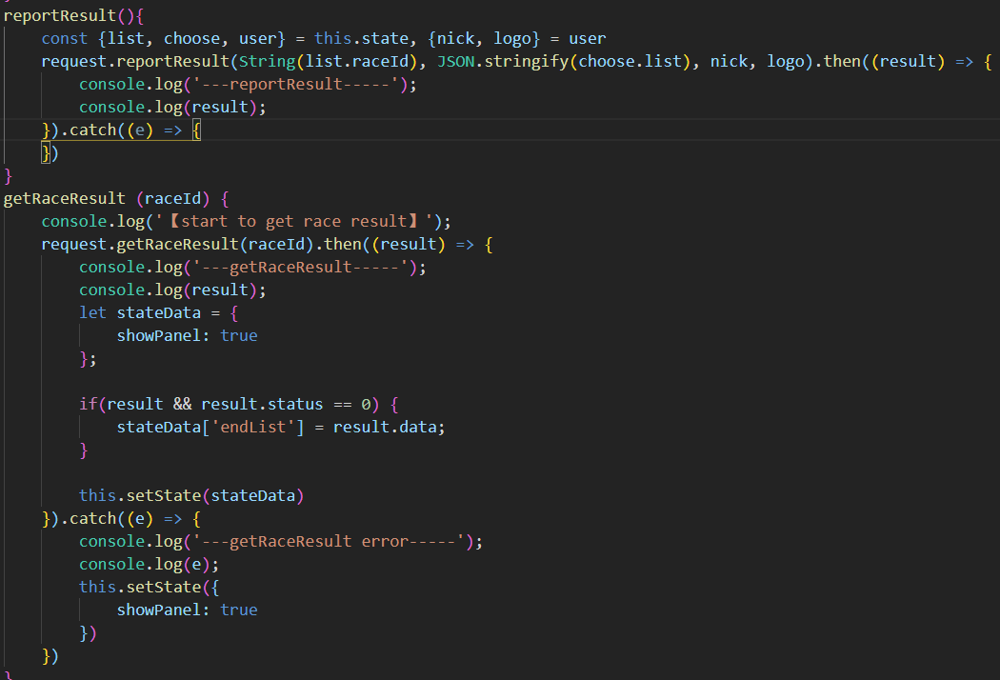 reportResult(){
    const {list, choose, user} = this.state, {nick, logo} = user
    request.reportResult(String(list.raceId), JSON.stringify(choose.list), nick, logo).then((result) => {
        console.log('---reportResult-----');
        console.log(result);
    }).catch((e) => {
    })
}
getRaceResult (raceId) {
    console.log('【start to get race result】');
    request.getRaceResult(raceId).then((result) => {
        console.log('---getRaceResult-----');
        console.log(result);
        let stateData = {
            showPanel: true
        };

        if(result && result.status == 0) {
            stateData['endList'] = result.data;
        }

        this.setState(stateData)
    }).catch((e) => {
        console.log('---getRaceResult error-----');
        console.log(e);
        this.setState({
            showPanel: true
        })
    })
}